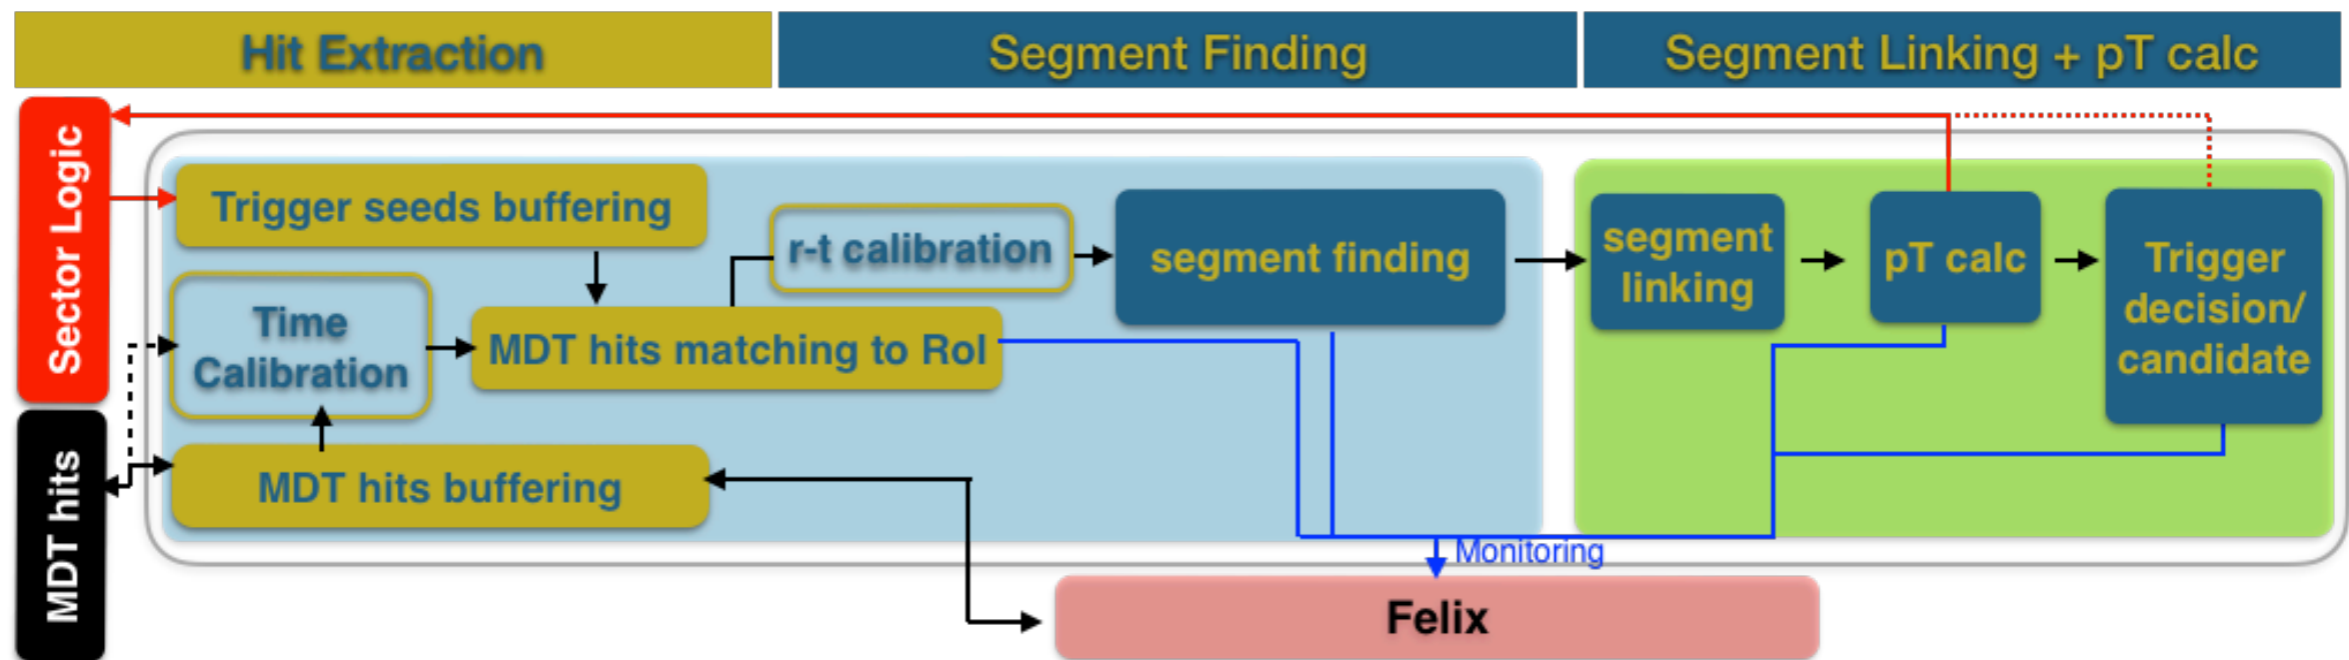 Hit Extraction
Segment Finding
Segment Linking + pT calc
Sector Logic
MDT hits
Trigger seeds buffering
r-t calibration
segment finding
segment
linking
pT calc
Trigger
decision/
candidate
Time
Calibration
MDT hits matching to RoI
MDT hits buffering
Monitoring
Felix